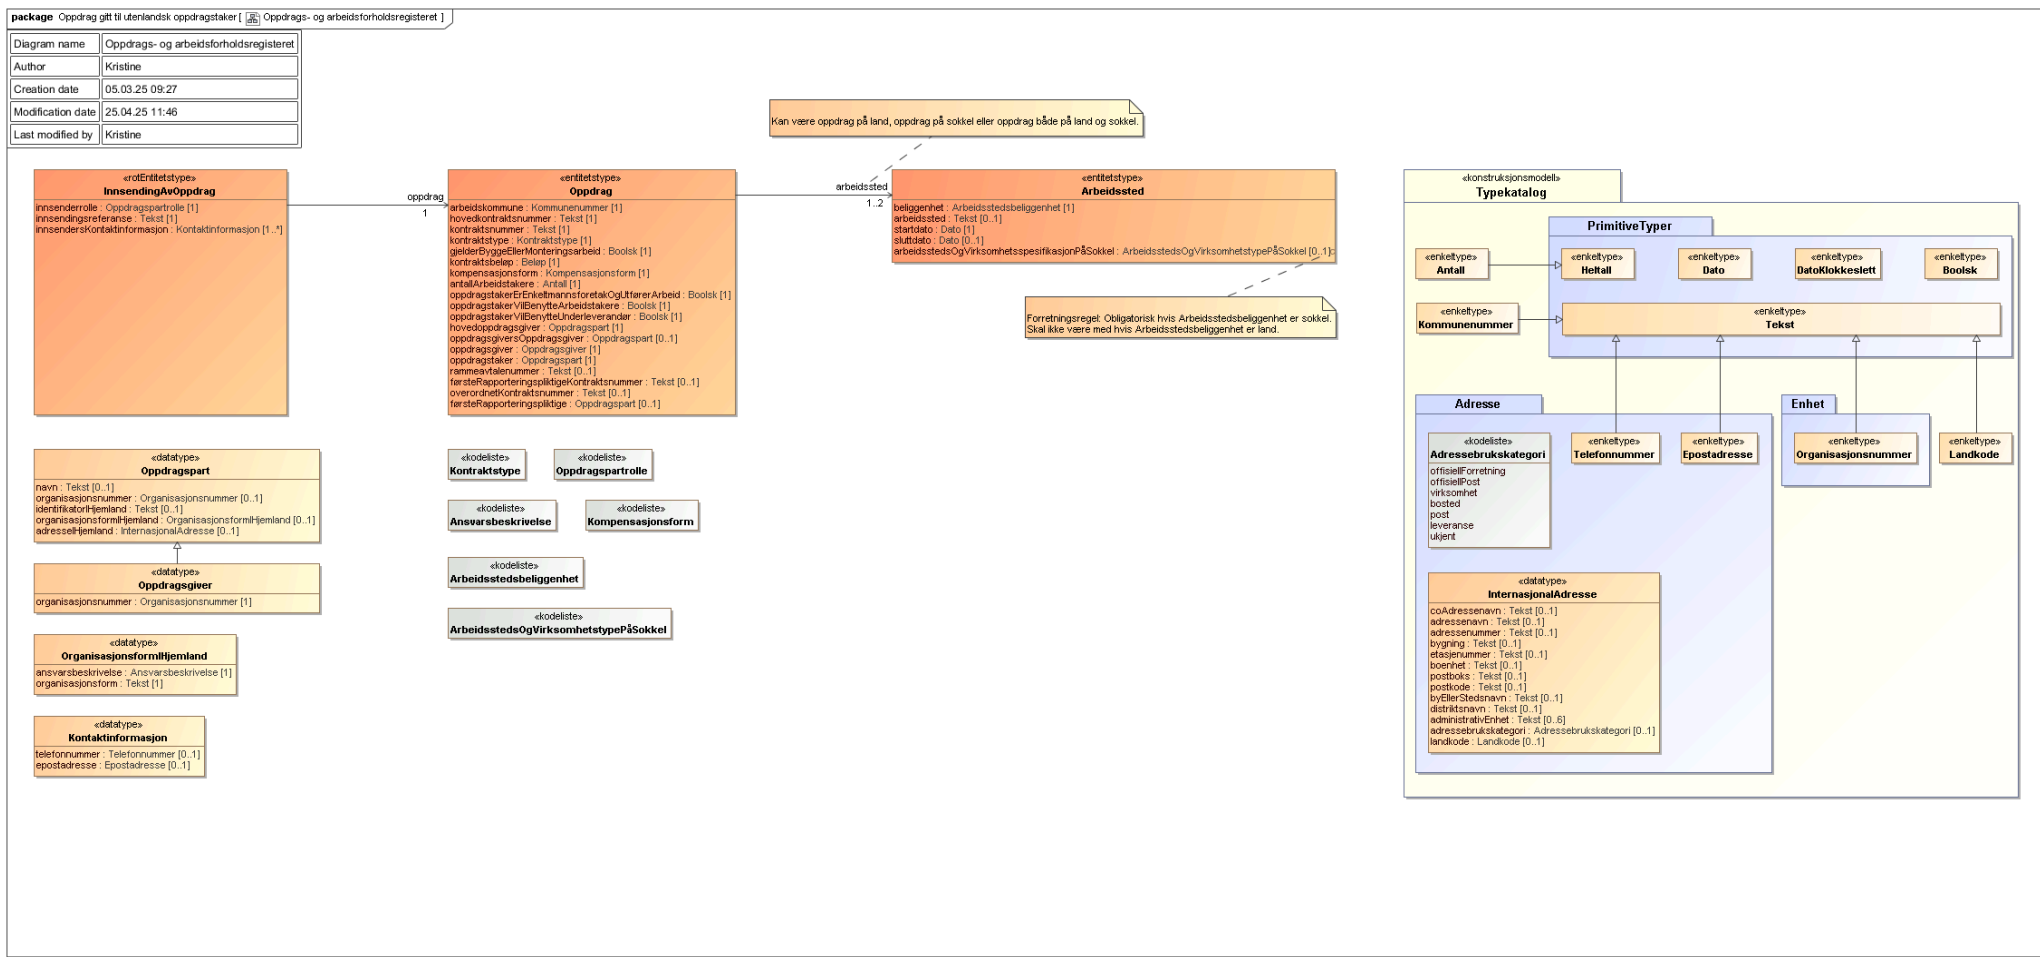 package Oppdrag gitt til utenlandsk oppdragstaker [ Oppdrags- og arbeidsforholdsregisteret ]
Diagram name Oppdrags- og arbeidsforholdsregisteret
Author Kristine
Creation date 05.03.25 09:27
Modification date 25.04.25 11:46
Last modified by Kristine
Kan være oppdrag på land, oppdrag på sokkel eller oppdrag både på land og sokkel.
«rotEntitetstype»
InnsendingAvOppdrag
innsenderrolle : Oppdragspartrolle [1]
innsendingsreferanse : Tekst [1]
innsendersKontaktinformasjon : Kontaktinformasjon [1..*]
oppdrag
1
«entitetstype»
Oppdrag
arbeidskommune : Kommunenummer [1]
hovedkontraktsnummer : Tekst [1]
kontraktsnummer : Tekst [1]
kontraktstype : Kontraktstype [1]
gjelderByggeEllerMonteringsarbeid : Boolsk [1]
kontraktsbeløp : Beløp [1]
kompensasjonsform : Kompensasjonsform [1]
antallArbeidstakere : Antall [1]
oppdragstakerErEnkeltmannsforetakOgUtførerArbeid : Boolsk [1]
oppdragstakerVilBenytteArbeidstakere : Boolsk [1]
oppdragstakerVilBenytteUnderleverandør : Boolsk [1]
hovedoppdragsgiver : Oppdragspart [1]
oppdragsgiversOppdragsgiver : Oppdragspart [0..1]
oppdragsgiver : Oppdragsgiver [1]
oppdragstaker : Oppdragspart [1]
rammeavtalenummer : Tekst [0..1]
førsteRapporteringspliktigeKontraktsnummer : Tekst [0..1]
overordnetKontraktsnummer : Tekst [0..1]
førsteRapporteringspliktige : Oppdragspart [0..1]
arbeidssted
1..2
«entitetstype»
Arbeidssted
beliggenhet : Arbeidsstedsbeliggenhet [1]
arbeidssted : Tekst [0..1]
startdato : Dato [1]
sluttdato : Dato [0..1]
arbeidsstedsOgVirksomhetsspesifikasjonPåSokkel : ArbeidsstedsOgVirksomhetstypePåSokkel [0..1]
Forretningsregel: Obligatorisk hvis Arbeidsstedsbeliggenhet er sokkel.
Skal ikke være med hvis Arbeidsstedsbeliggenhet er land.
«datatype»
Oppdragspart
navn : Tekst [0..1]
organisasjonsnummer : Organisasjonsnummer [0..1]
identifikatorIHjemland : Tekst [0..1]
organisasjonsformIHjemland : OrganisasjonsformIHjemland [0..1]
adresseIHjemland : InternasjonalAdresse [0..1]
«datatype»
Oppdragsgiver
organisasjonsnummer : Organisasjonsnummer [1]
«datatype»
OrganisasjonsformIHjemland
ansvarsbeskrivelse : Ansvarsbeskrivelse [1]
organisasjonsform : Tekst [1]
«datatype»
Kontaktinformasjon
telefonnummer : Telefonnummer [0..1]
epostadresse : Epostadresse [0..1]
«kodeliste»
Kontraktstype
«kodeliste»
Oppdragspartrolle
«kodeliste»
Ansvarsbeskrivelse
«kodeliste»
Kompensasjonsform
«kodeliste»
Arbeidsstedsbeliggenhet
«kodeliste»
ArbeidsstedsOgVirksomhetstypePåSokkel
«konstruksjonsmodell»
Typekatalog
PrimitiveTyper
«enkeltype»
Antall
«enkeltype»
Heltall
«enkeltype»
Dato
«enkeltype»
DatoKlokkeslett
«enkeltype»
Boolsk
«enkeltype»
Kommunenummer
«enkeltype»
Tekst
Adresse
«kodeliste»
Adressebrukskategori
offisiellForretning
offisiellPost
virksomhet
bosted
post
leveranse
ukjent
«enkeltype»
Telefonnummer
«enkeltype»
Epostadresse
Enhet
«enkeltype»
Organisasjonsnummer
«enkeltype»
Landkode
«datatype»
InternasjonalAdresse
coAdressenavn : Tekst [0..1]
adressenavn : Tekst [0..1]
adressenummer : Tekst [0..1]
bygning : Tekst [0..1]
etasjenummer : Tekst [0..1]
boenhet : Tekst [0..1]
postboks : Tekst [0..1]
postkode : Tekst [0..1]
byEllerStedsnavn : Tekst [0..1]
distriktsnavn : Tekst [0..1]
administrativEnhet : Tekst [0..6]
adressebrukskategori : Adressebrukskategori [0..1]
landkode : Landkode [0..1]